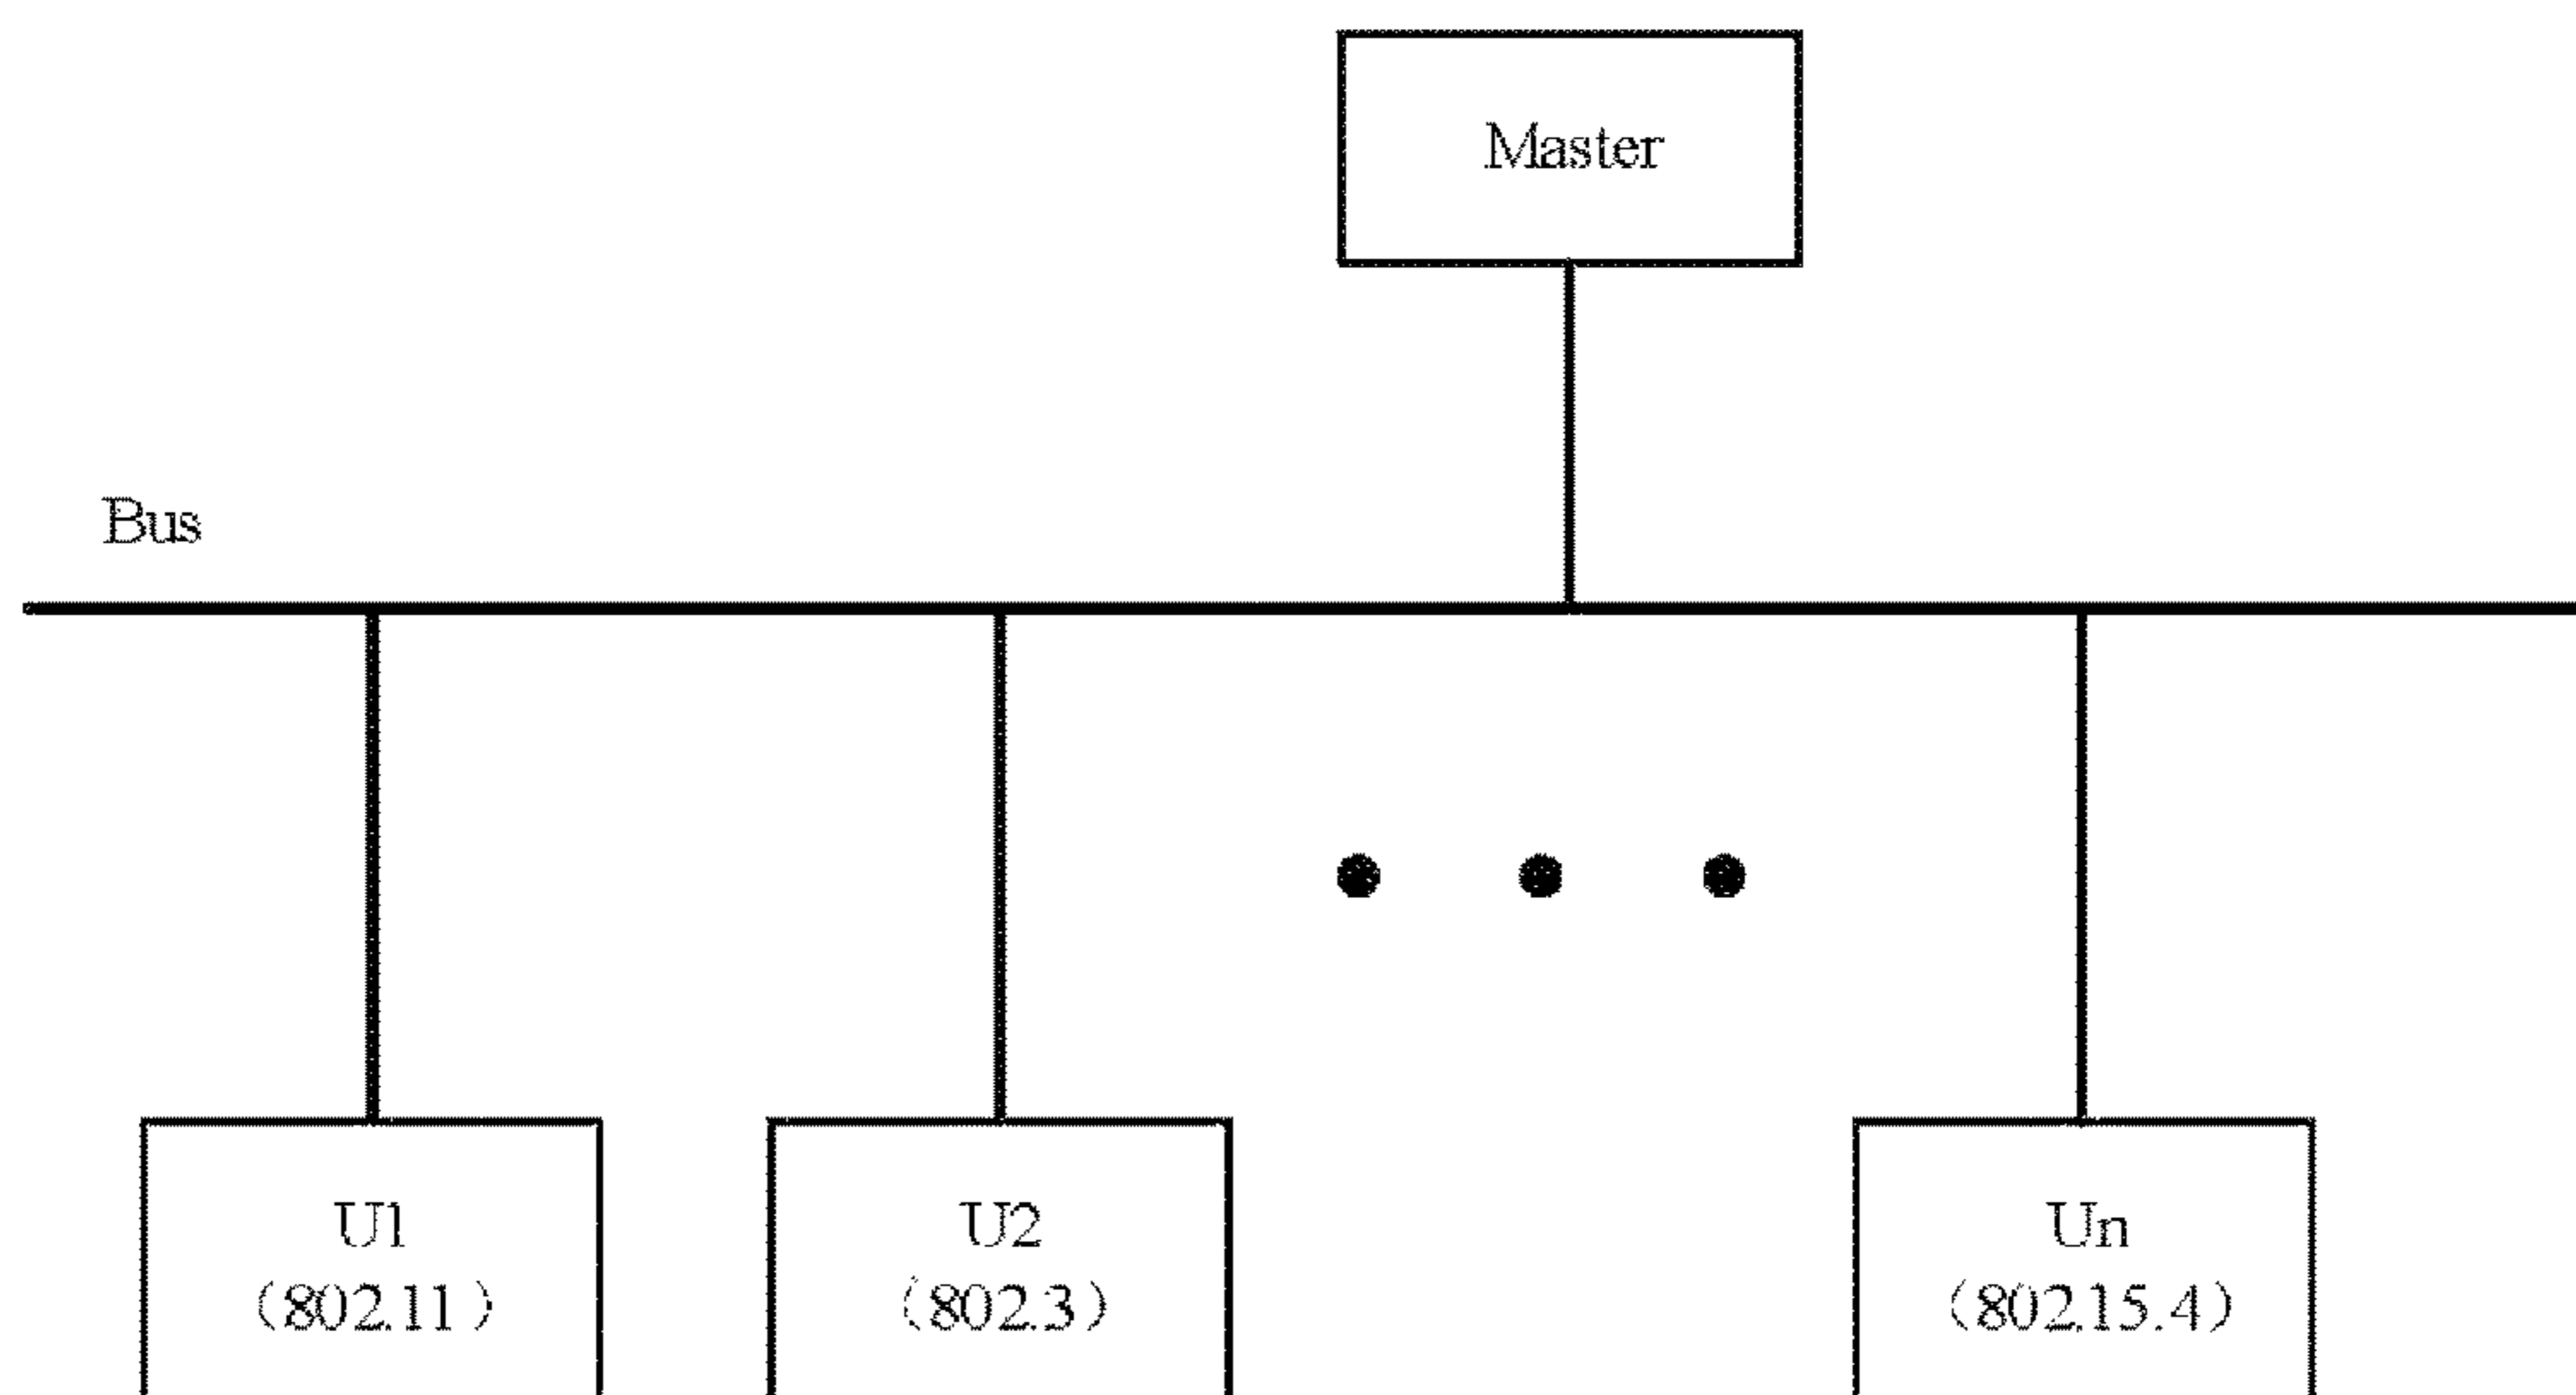 Master
Bus
U1
（802.11）
U2
（802.3）
Un
（802.15.4）